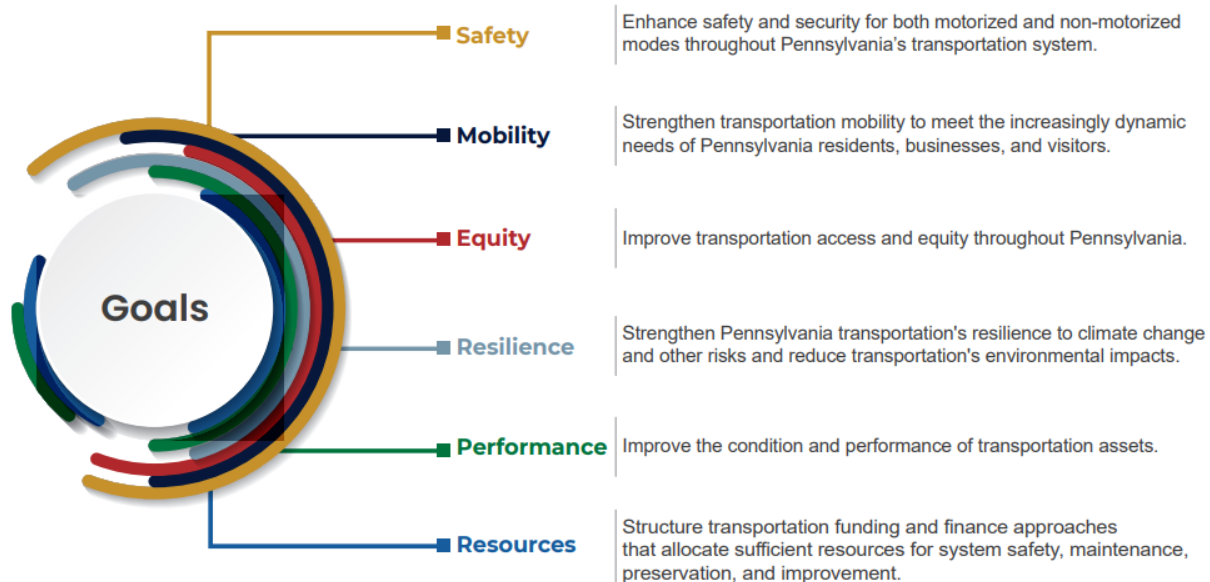 Goals
Safety
Enhance safety and security for both motorized and non-motorized
modes throughout Pennsylvania's transportation system.
Mobility
Strengthen transportation mobility to meet the increasingly dynamic
needs of Pennsylvania residents, businesses, and visitors.
Equity
Improve transportation access and equity throughout Pennsylvania.
Resilience
Strengthen Pennsylvania transportation's resilience to climate change
and other risks and reduce transportation's environmental impacts.
Performance
Improve the condition and performance of transportation assets.
Resources
Structure transportation funding and finance approaches
that allocate sufficient resources for system safety, maintenance,
preservation, and improvement.